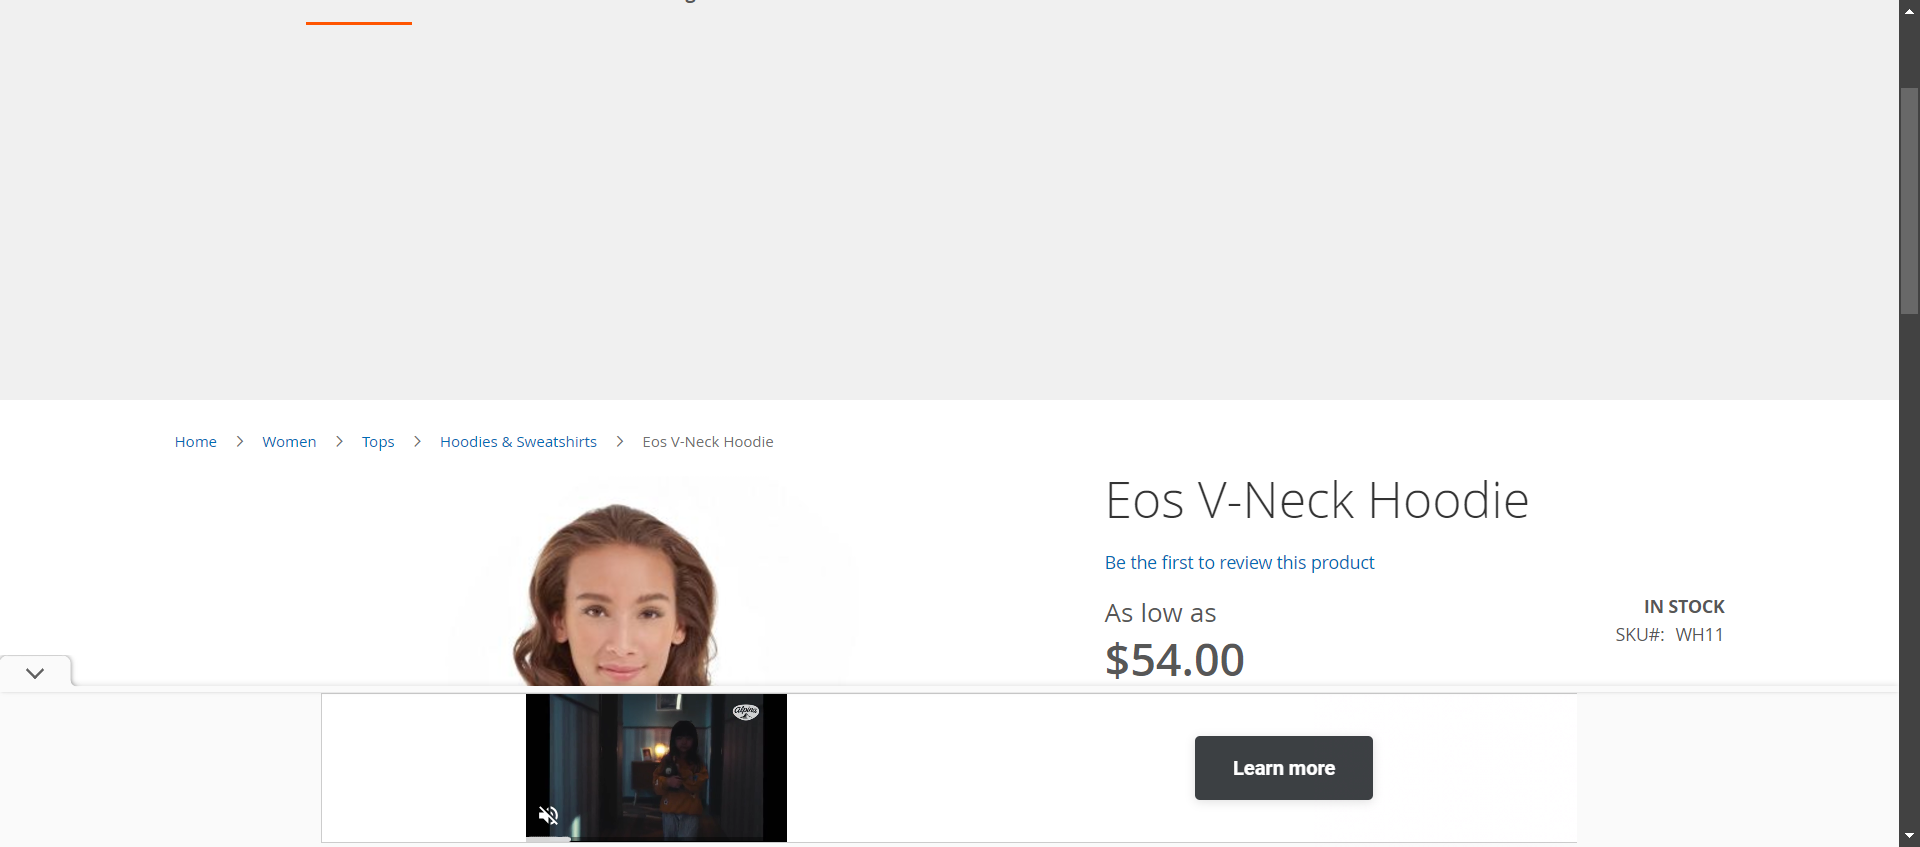 Home > Women > Tops > Hoodies & Sweatshirts > Eos V-Neck Hoodie
Eos V-Neck Hoodie
Be the first to review this product
As low as
$54.00
IN STOCK
SKU#: WH11
Alpina
Learn more